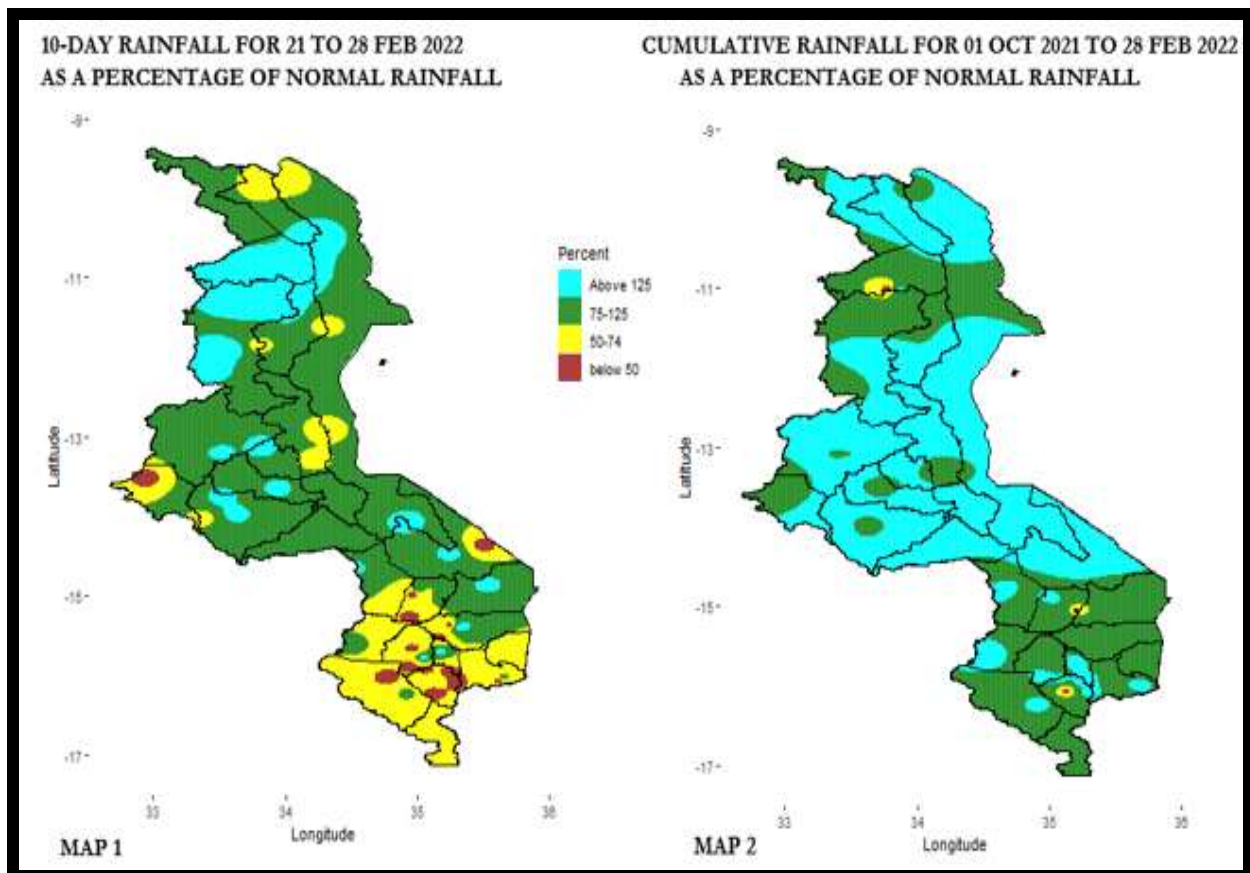 10-DAY RAINFALL FOR 21 TO 28 FEB 2022
AS A PERCENTAGE OF NORMAL RAINFALL
CUMULATIVE RAINFALL FOR 01 OCT 2021 TO 28 FEB 2022
AS A PERCENTAGE OF NORMAL RAINFALL
-9
-11
-13
-15
-17
Latitude
33
34
35
36
Longitude
MAP 1
Percent
Above 125
75-125
50-74
below 50
-9
-11
-13
-15
-17
Latitude
33
34
35
36
Longitude
MAP 2